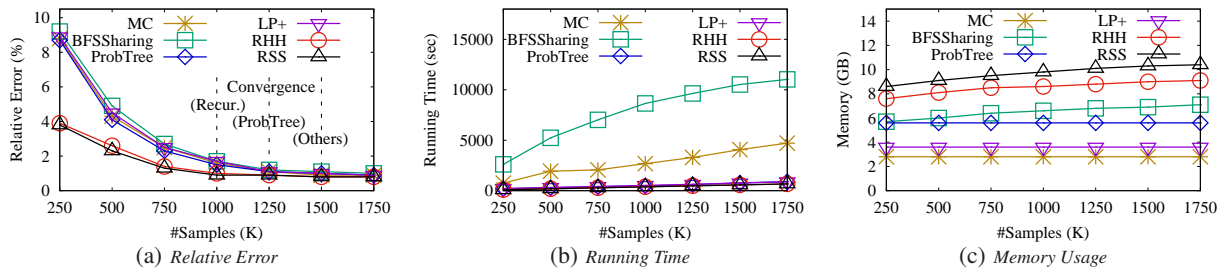 Relative Error (%)
10
8
6
4
2
0
MC
BFSSharing
ProbTree
LP+
RHH
RSS
Convergence
(Recur.)
(ProbTree)
(Others)
250 500 750 1000 1250 1500 1750
#Samples (K)
(a) Relative Error
Running Time (sec)
15000
10000
5000
0
MC
BFSSharing
ProbTree
LP+
RHH
RSS
250 500 750 1000 1250 1500 1750
#Samples (K)
(b) Running Time
Memory (GB)
14
12
10
8
6
4
2
0
MC
BFSSharing
ProbTree
LP+
RHH
RSS
250 500 750 1000 1250 1500 1750
#Samples (K)
(c) Memory Usage